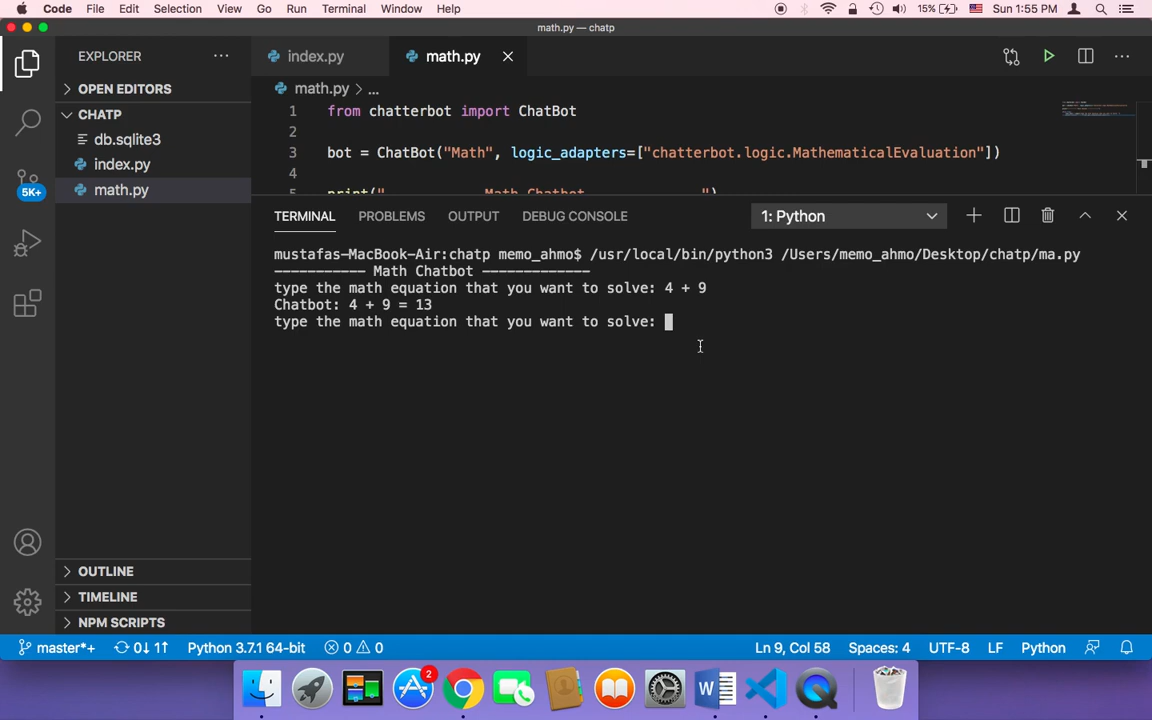 Code File Edit Selection View Go Run Terminal Window Help 15% Sun 1:55 PM
math.py — chatp
EXPLORER
index.py
math.py
OPEN EDITORS
math.py > ...
CHATP
db.sqlite3
index.py
math.py
1 from chatterbot import ChatBot
2
3 bot = ChatBot("Math", logic_adapters=["chatterbot.logic.MathematicalEvaluation"])
4
5K+
TERMINAL PROBLEMS OUTPUT DEBUG CONSOLE 1: Python
mustafas-MacBook-Air:chatp memo_ahmo$ /usr/local/bin/python3 /Users/memo_ahmo/Desktop/chatp/ma.py
----------- Math Chatbot -------------
type the math equation that you want to solve: 4 + 9
Chatbot: 4 + 9 = 13
type the math equation that you want to solve:
OUTLINE
TIMELINE
NPM SCRIPTS
master*+ 0↓ 1↑ Python 3.7.1 64-bit 0 0 Ln 9, Col 58 Spaces: 4 UTF-8 LF Python
2
W